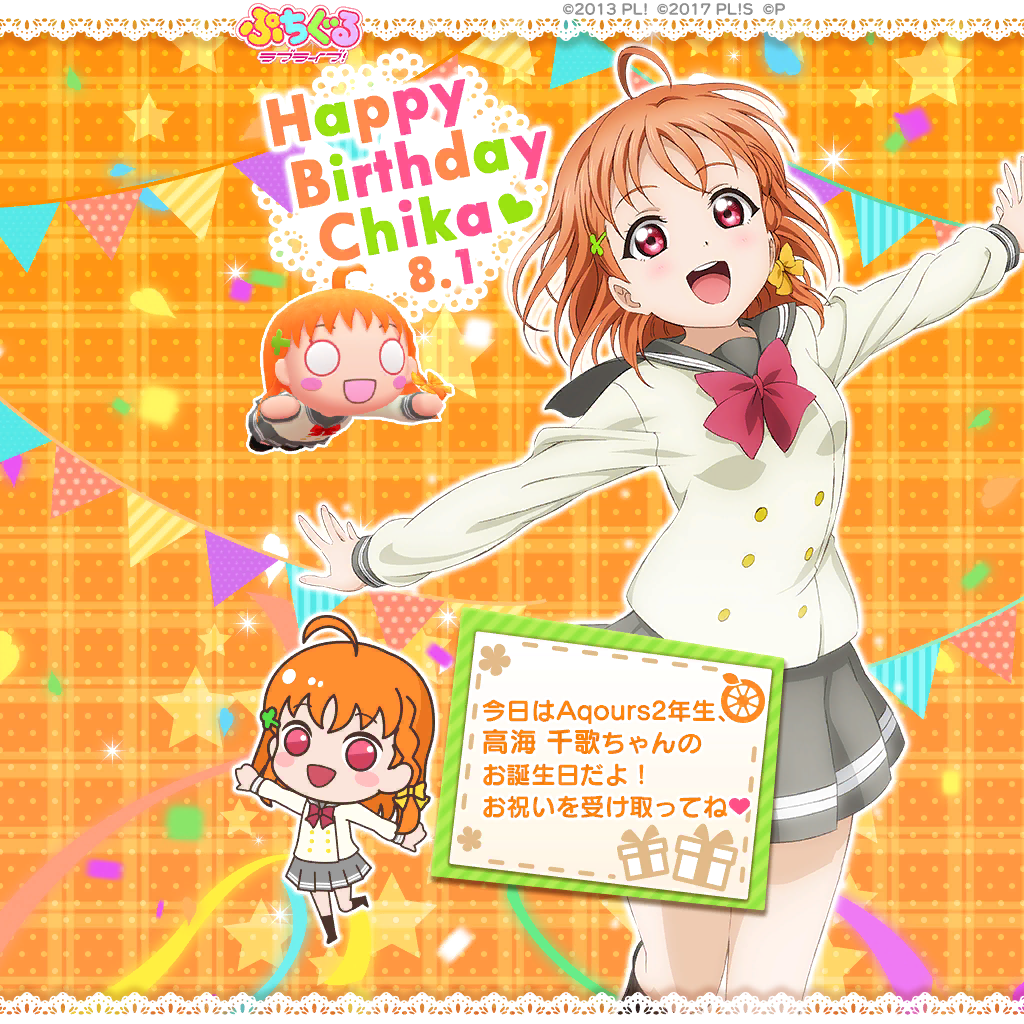 ©2013 PL! ©2017 PL!S ©P
ぷちぐる
ラブライブ!
Happy
Birthday
Chika
8.1
今日はAqours2年生、
高海 千歌ちゃんの
お誕生日だよ！
お祝いを受け取ってね